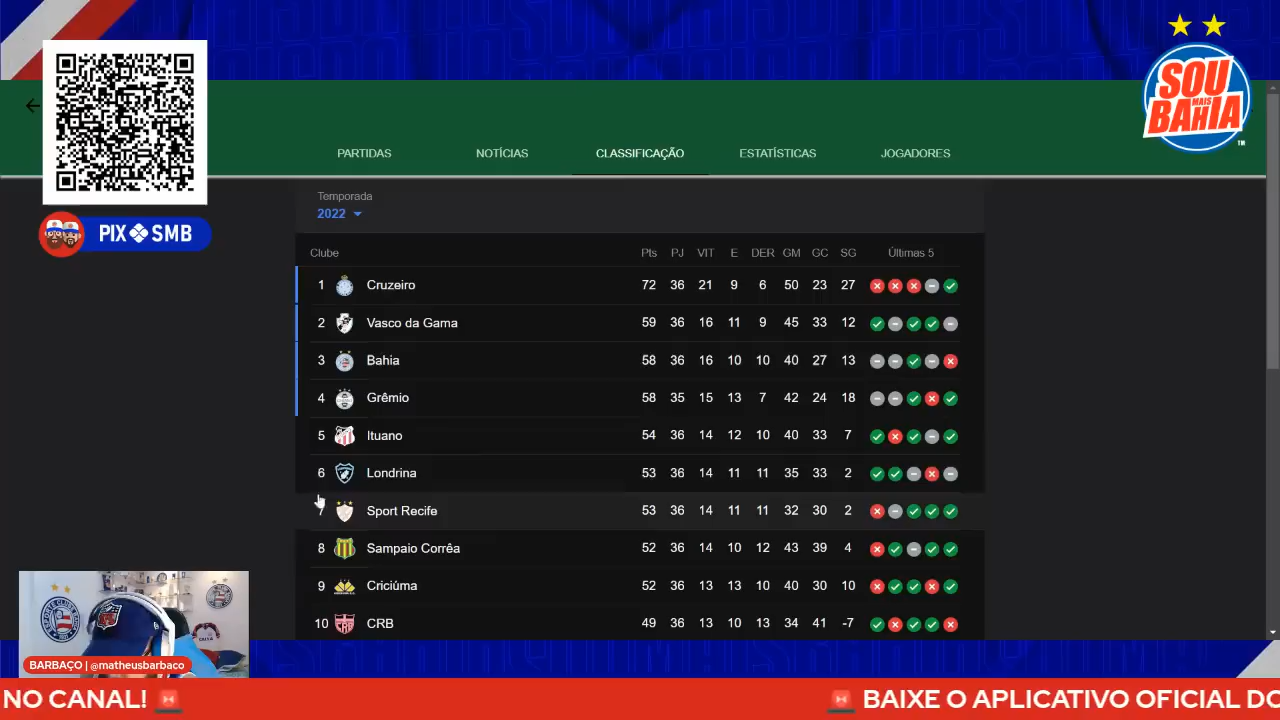 SOU
MAIS
BAHIA
TM
PARTIDAS NOTÍCIAS CLASSIFICAÇÃO ESTATÍSTICAS JOGADORES
Temporada
2022
PIX SMB
Clube Pts PJ VIT E DER GM GC SG Últimas 5
1 Cruzeiro 72 36 21 9 6 50 23 27
2 Vasco da Gama 59 36 16 11 9 45 33 12
3 Bahia 58 36 16 10 10 40 27 13
4 Grêmio 58 35 15 13 7 42 24 18
5 Ituano 54 36 14 12 10 40 33 7
6 Londrina 53 36 14 11 11 35 33 2
7 Sport Recife 53 36 14 11 11 32 30 2
8 Sampaio Corrêa 52 36 14 10 12 43 39 4
9 Criciúma 52 36 13 13 10 40 30 10
10 CRB 49 36 13 10 13 34 41 -7
BARBAÇO | @matheusbarbaco
NO CANAL! BAIXE O APLICATIVO OFICIAL DO